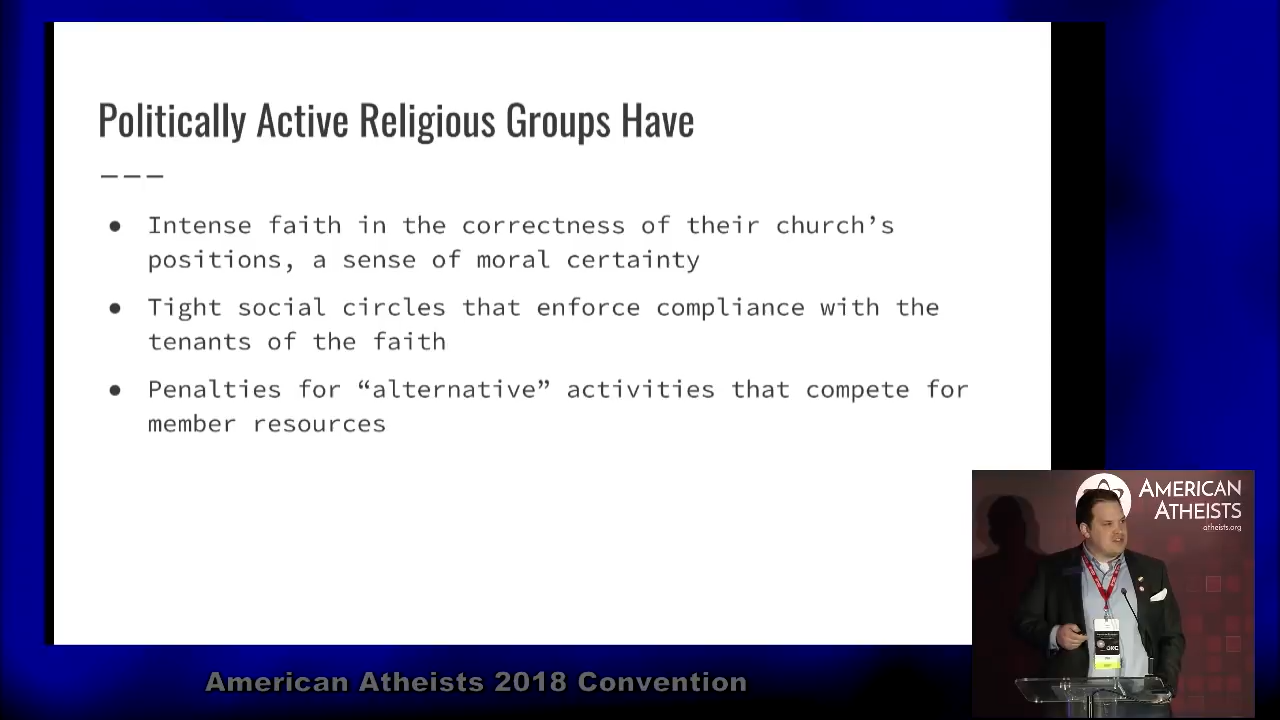 Politically Active Religious Groups Have
---
● Intense faith in the correctness of their church’s
positions, a sense of moral certainty
● Tight social circles that enforce compliance with the
tenants of the faith
● Penalties for “alternative” activities that compete for
member resources
AMERICAN
ATHEISTS
atheists.org
OKC
American Atheists 2018 Convention